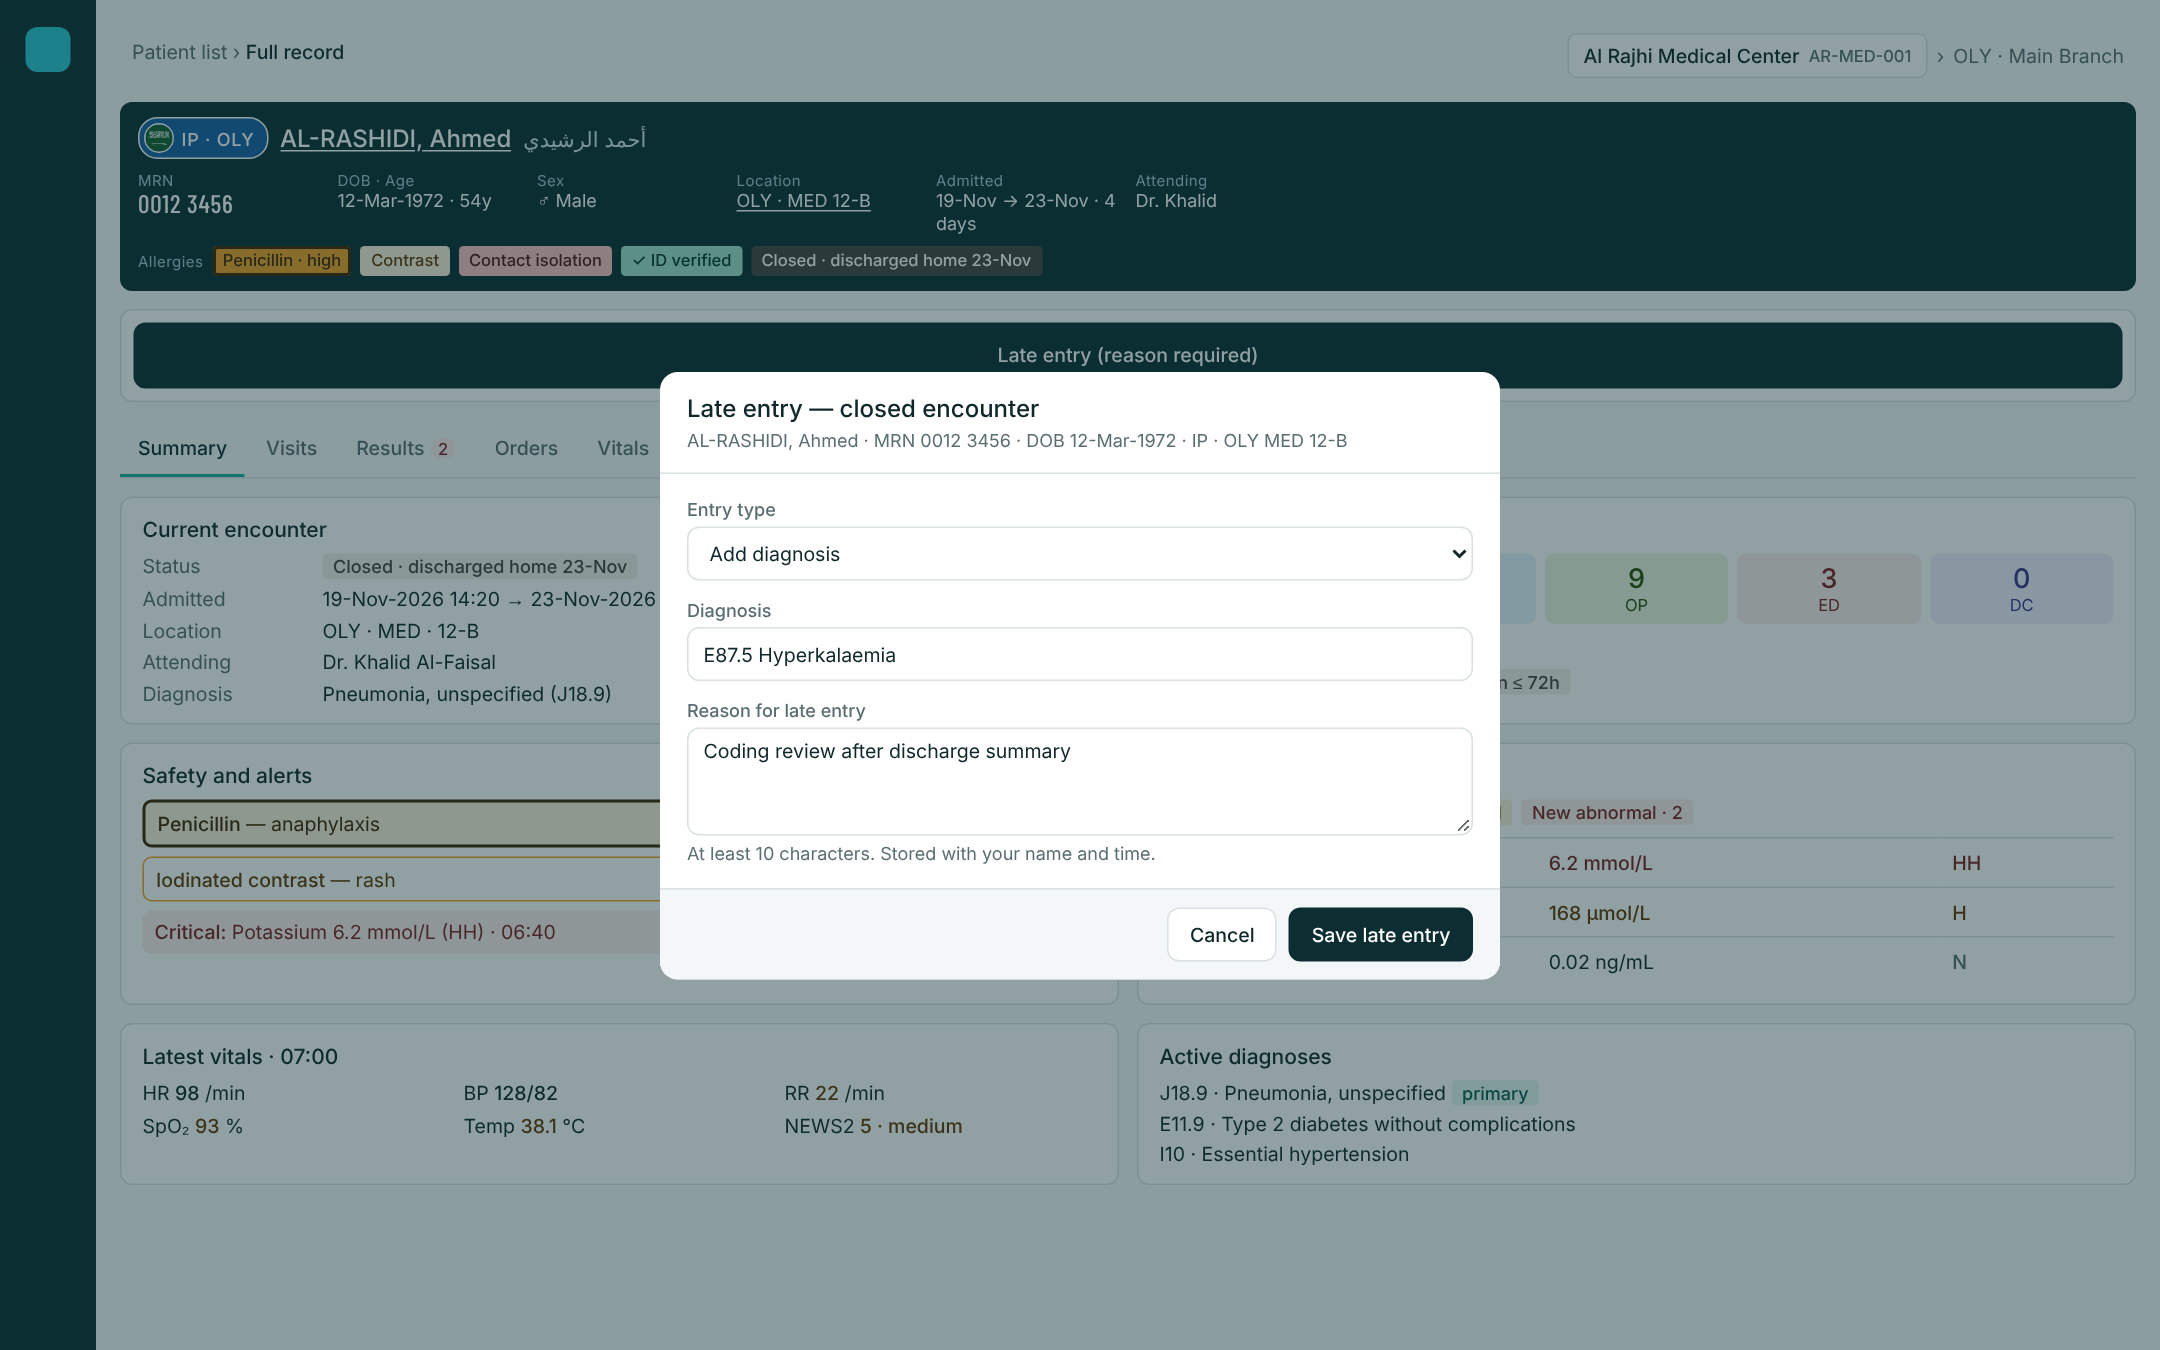 Patient list › Full record
Al Rajhi Medical Center AR-MED-001 › OLY · Main Branch
IP · OLY AL-RASHIDI, Ahmed أحمد الرشيدي
MRN DOB · Age Sex Location Admitted Attending
0012 3456 12-Mar-1972 · 54y ♂ Male OLY · MED 12-B 19-Nov → 23-Nov · 4 Dr. Khalid
days
Allergies Penicillin · high Contrast Contact isolation ✓ ID verified Closed · discharged home 23-Nov
Late entry (reason required)
Late entry — closed encounter
AL-RASHIDI, Ahmed · MRN 0012 3456 · DOB 12-Mar-1972 · IP · OLY MED 12-B
Entry type
Add diagnosis
Diagnosis
E87.5 Hyperkalaemia
Reason for late entry
Coding review after discharge summary
At least 10 characters. Stored with your name and time.
Cancel Save late entry
Summary Visits Results 2 Orders Vitals
Current encounter
Status Closed · discharged home 23-Nov
Admitted 19-Nov-2026 14:20 → 23-Nov-2026
Location OLY · MED · 12-B
Attending Dr. Khalid Al-Faisal
Diagnosis Pneumonia, unspecified (J18.9)
9 3 0
OP ED DC
≤ 72h
Safety and alerts
Penicillin — anaphylaxis
Iodinated contrast — rash
Critical: Potassium 6.2 mmol/L (HH) · 06:40
New abnormal · 2
6.2 mmol/L HH
168 µmol/L H
0.02 ng/mL N
Latest vitals · 07:00
HR 98 /min BP 128/82 RR 22 /min
SpO₂ 93 % Temp 38.1 °C NEWS2 5 · medium
Active diagnoses
J18.9 · Pneumonia, unspecified primary
E11.9 · Type 2 diabetes without complications
I10 · Essential hypertension